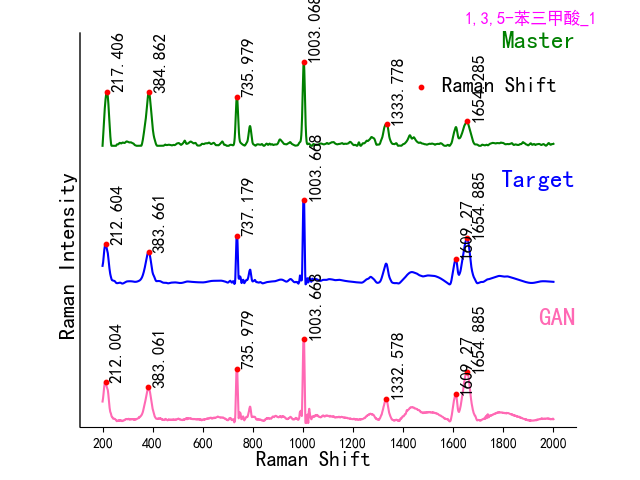 1,3,5-苯三甲酸_1
Master
217.406
384.862
735.979
1003.068
1333.778
1654.285
Raman Shift
Target
212.604
383.661
737.179
1003.668
1609.27
1654.885
GAN
212.004
383.061
735.979
1003.668
1332.578
1609.27
1654.885
Raman Intensity
200 400 600 800 1000 1200 1400 1600 1800 2000
Raman Shift